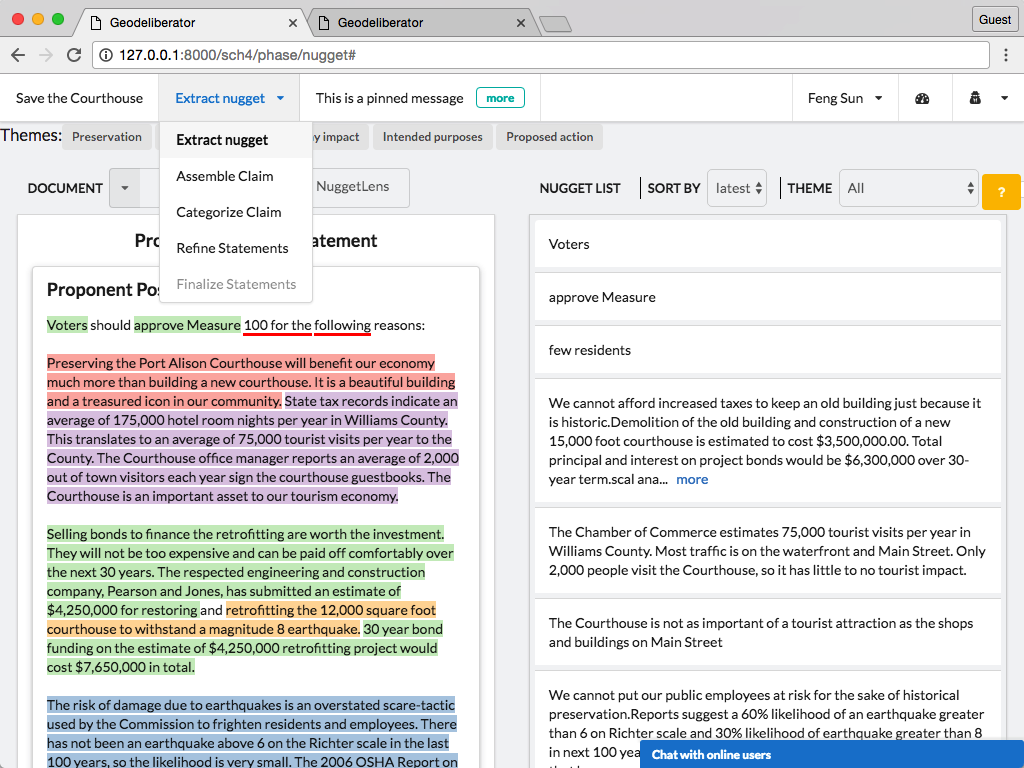 Geodeliberator
Geodeliberator
Guest
127.0.0.1:8000/sch4/phase/nugget#
Save the Courthouse
Extract nugget
This is a pinned message
more
Feng Sun
Themes:
Preservation
y impact
Intended purposes
Proposed action
Extract nugget
Assemble Claim
Categorize Claim
Refine Statements
Finalize Statements
DOCUMENT
NuggetLens
NUGGET LIST
SORT BY
latest
THEME
All
?
Pro
atement
Proponent Pos
Voters should approve Measure 100 for the following reasons:
Preserving the Port Alison Courthouse will benefit our economy
much more than building a new courthouse. It is a beautiful building
and a treasured icon in our community. State tax records indicate an
average of 175,000 hotel room nights per year in Williams County.
This translates to an average of 75,000 tourist visits per year to the
County. The Courthouse office manager reports an average of 2,000
out of town visitors each year sign the courthouse guestbooks. The
Courthouse is an important asset to our tourism economy.
Selling bonds to finance the retrofitting are worth the investment.
They will not be too expensive and can be paid off comfortably over
the next 30 years. The respected engineering and construction
company, Pearson and Jones, has submitted an estimate of
$4,250,000 for restoring and retrofitting the 12,000 square foot
courthouse to withstand a magnitude 8 earthquake. 30 year bond
funding on the estimate of $4,250,000 retrofitting project would
cost $7,650,000 in total.
The risk of damage due to earthquakes is an overstated scare-tactic
used by the Commission to frighten residents and employees. There
has not been an earthquake above 6 on the Richter scale in the last
100 years, so the likelihood is very small. The 2006 OSHA Report on
Voters
approve Measure
few residents
We cannot afford increased taxes to keep an old building just because it
is historic.Demolition of the old building and construction of a new
15,000 foot courthouse is estimated to cost $3,500,000.00. Total
principal and interest on project bonds would be $6,300,000 over 30-
year term.scal ana... more
The Chamber of Commerce estimates 75,000 tourist visits per year in
Williams County. Most traffic is on the waterfront and Main Street. Only
2,000 people visit the Courthouse, so it has little to no tourist impact.
The Courthouse is not as important of a tourist attraction as the shops
and buildings on Main Street
We cannot put our public employees at risk for the sake of historical
preservation.Reports suggest a 60% likelihood of an earthquake greater
than 6 on Richter scale and 30% likelihood of earthquake greater than 8
in next 100 yea
Chat with online users